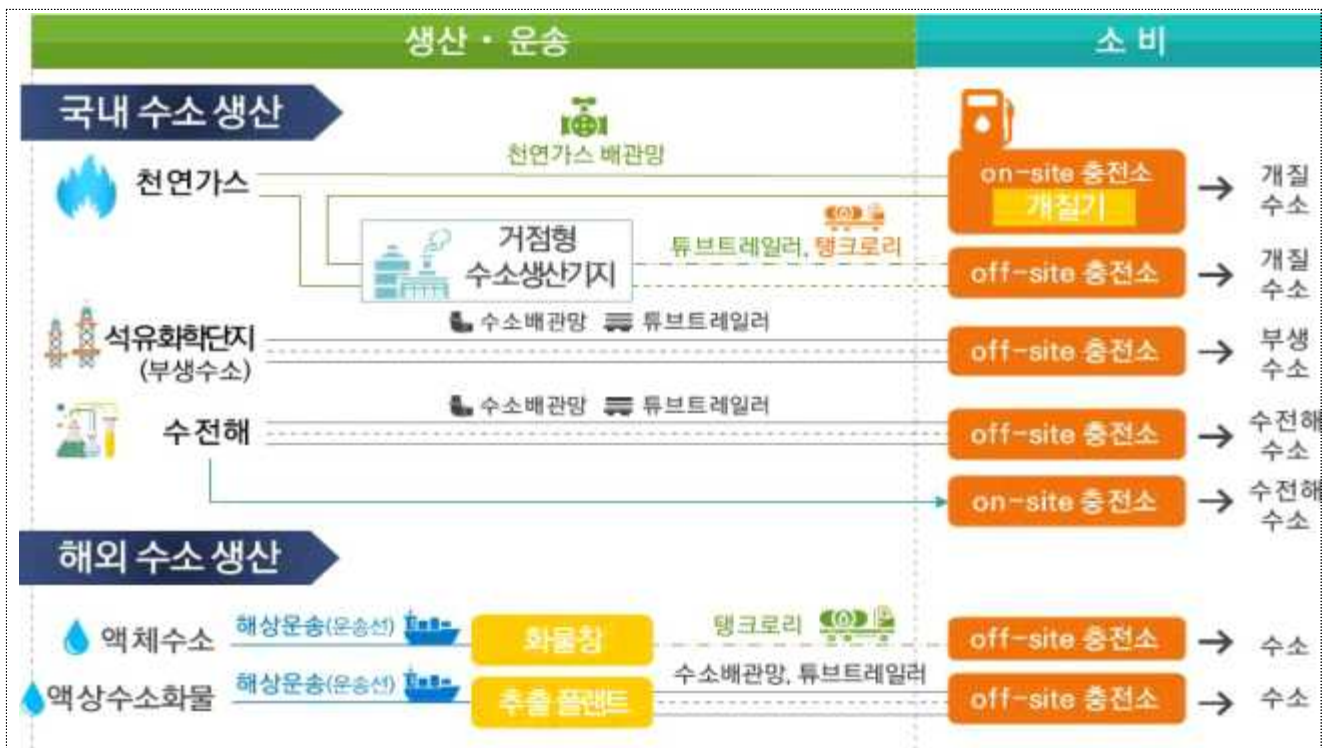 생산 · 운송
소 비
국내 수소 생산
천연가스 배관망
천연가스
on-site 충전소
개질기
개질
수소
거점형
수소생산기지
튜브트레일러, 탱크로리
off-site 충전소
개질
수소
석유화학단지
(부생수소)
수소배관망
튜브트레일러
off-site 충전소
부생
수소
수전해
수소배관망
튜브트레일러
off-site 충전소
수전해
수소
on-site 충전소
수전해
수소
해외 수소 생산
액체수소
해상운송(운송선)
화물창
탱크로리
off-site 충전소
수소
액상수소화물
해상운송(운송선)
추출 플랜트
수소배관망, 튜브트레일러
off-site 충전소
수소